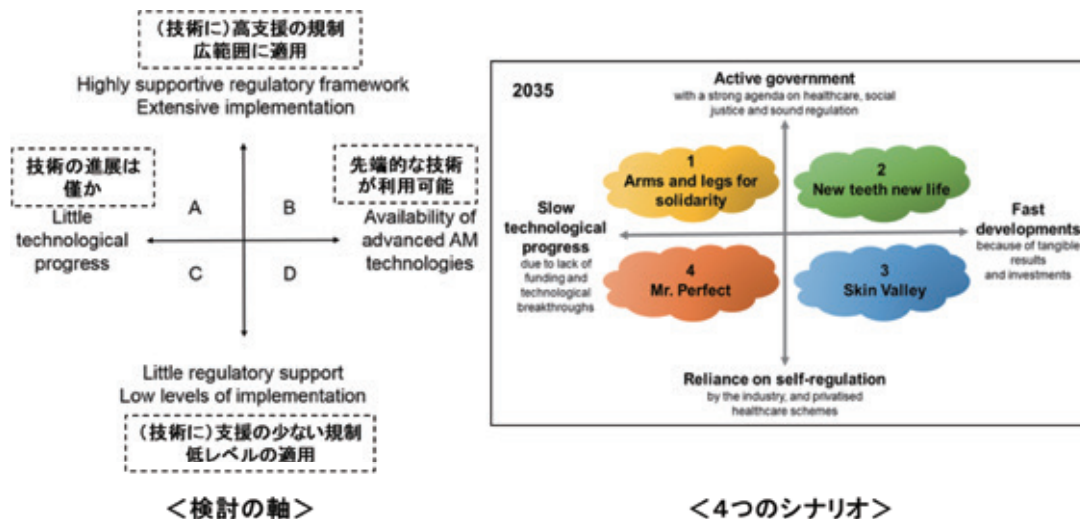 (技術に)高支援の規制
広範囲に適用
Highly supportive regulatory framework
Extensive implementation
技術の進展は
僅か
Little
technological
progress
A
B
先端的な技術
が利用可能
Availability of
advanced AM
technologies
C
D
Little regulatory support
Low levels of implementation
(技術に)支援の少ない規制
低レベルの適用
<検討の軸>
2035
Active government
with a strong agenda on healthcare, social
justice and sound regulation
1
Arms and legs for
solidarity
2
New teeth new life
Slow
technological
progress
due to lack of
funding and
technological
breakthroughs
Fast
developments
because of tangible
results
and investments
4
Mr. Perfect
3
Skin Valley
Reliance on self-regulation
by the industry, and privatised
healthcare schemes
<4つのシナリオ>